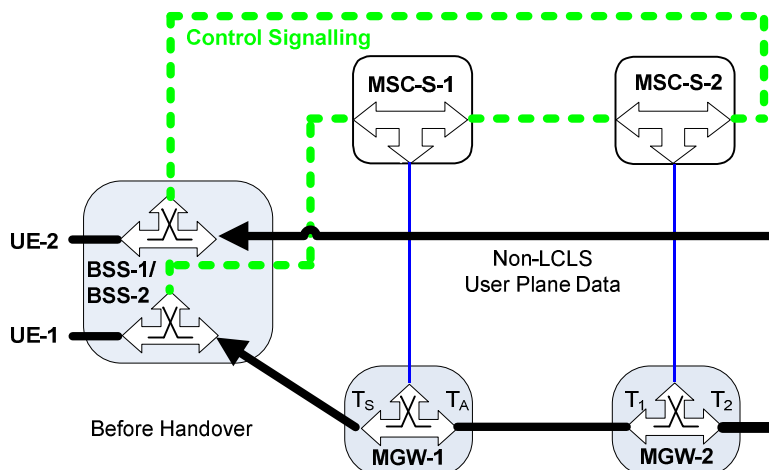 Control Signalling
MSC-S-1
MSC-S-2
UE-2
BSS-1/
BSS-2
Non-LCLS
User Plane Data
UE-1
Before Handover
TS
TA
T1
T2
MGW-1
MGW-2